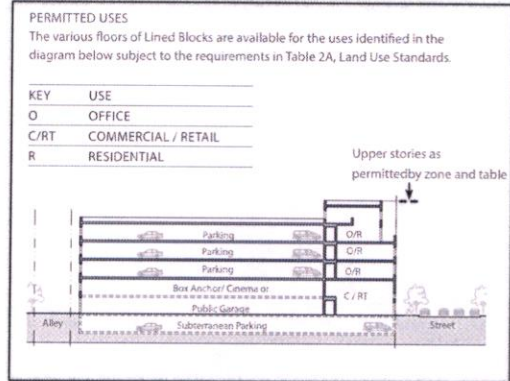 PERMITTED USES
The various floors of Lined Blocks are available for the uses identified in the
diagram below subject to the requirements in Table 2A, Land Use Standards.
KEY USE
O OFFICE
C/RT COMMERCIAL / RETAIL
R RESIDENTIAL
Upper stories as
permittedby zone and table
Parking O/R
Parking O/R
Parking O/R
Box Anchor/ Cinema or
C / RT
Public Garage
Alley Subterranean Parking Street